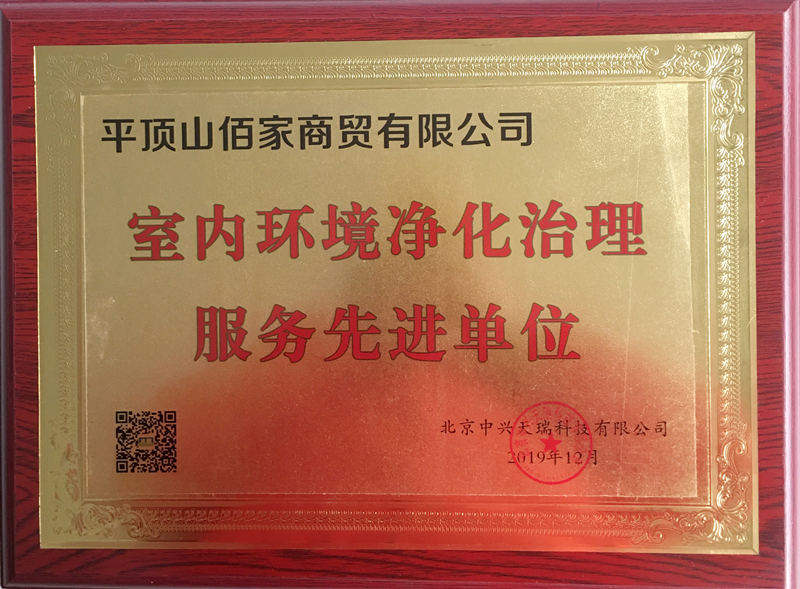 平顶山佰家商贸有限公司
室内环境净化治理
服务先进单位
北京中兴天瑞科技有限公司
2019年12月